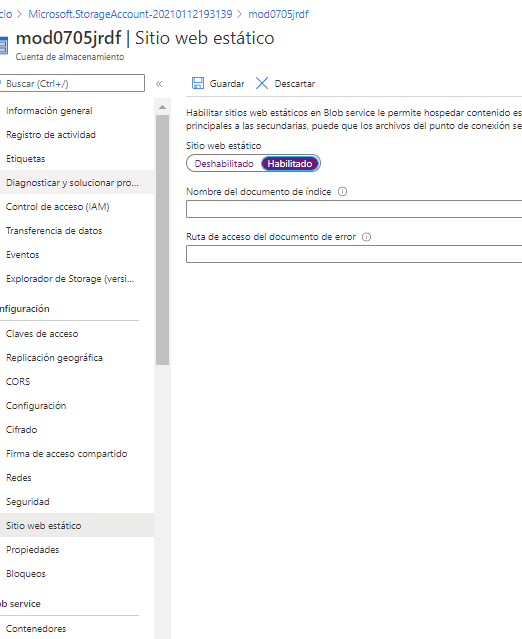 cio > Microsoft.StorageAccount-20210112193139 > mod0705jrdf
mod0705jrdf | Sitio web estático
Cuenta de almacenamiento
Buscar (Ctrl+/)
«
Guardar
Descartar
Información general
Registro de actividad
Etiquetas
Diagnosticar y solucionar pro...
Control de acceso (IAM)
Transferencia de datos
Eventos
Explorador de Storage (versi...
nfiguración
Claves de acceso
Replicación geográfica
CORS
Configuración
Cifrado
Firma de acceso compartido
Redes
Seguridad
Sitio web estático
Propiedades
Bloqueos
ob service
Contenedores
Habilitar sitios web estáticos en Blob service le permite hospedar contenido es
principales a las secundarias, puede que los archivos del punto de conexión se
Sitio web estático
Deshabilitado Habilitado
Nombre del documento de índice
Ruta de acceso del documento de error